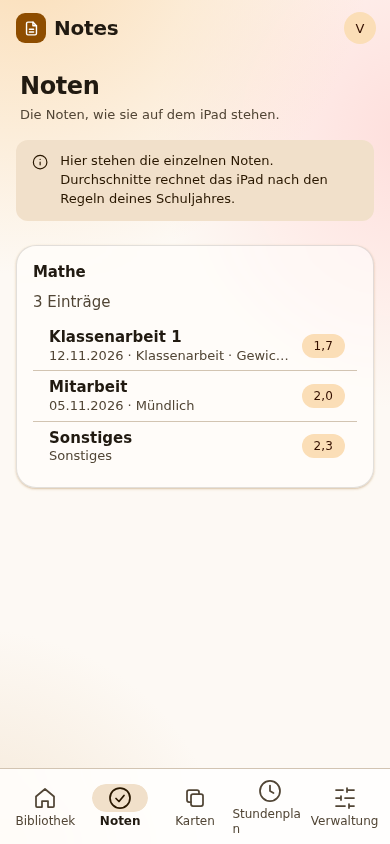 Notes
V
Noten
Die Noten, wie sie auf dem iPad stehen.
Hier stehen die einzelnen Noten.
Durchschnitte rechnet das iPad nach den
Regeln deines Schuljahres.
Mathe
3 Einträge
Klassenarbeit 1
12.11.2026 · Klassenarbeit · Gewic…
1,7
Mitarbeit
05.11.2026 · Mündlich
2,0
Sonstiges
Sonstiges
2,3
Bibliothek
Noten
Karten
Stundenpla
n
Verwaltung